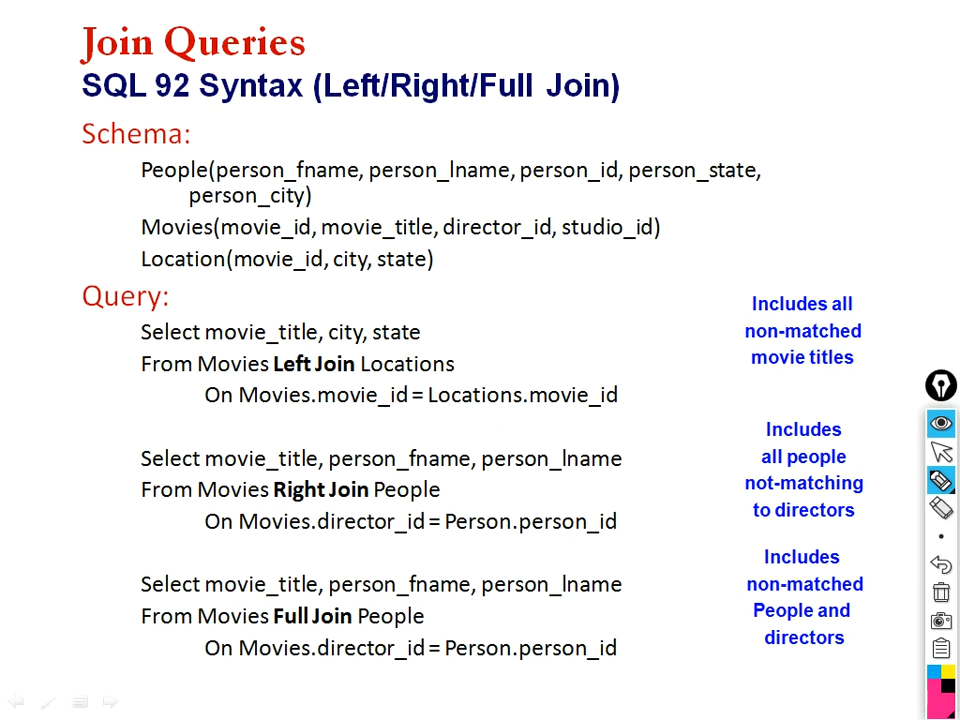 Join Queries
SQL 92 Syntax (Left/Right/Full Join)
Schema:
People(person_fname, person_lname, person_id, person_state,
person_city)
Movies(movie_id, movie_title, director_id, studio_id)
Location(movie_id, city, state)
Query:
Select movie_title, city, state
From Movies Left Join Locations
On Movies.movie_id = Locations.movie_id
Includes all
non-matched
movie titles
Select movie_title, person_fname, person_lname
From Movies Right Join People
On Movies.director_id = Person.person_id
Includes
all people
not-matching
to directors
Select movie_title, person_fname, person_lname
From Movies Full Join People
On Movies.director_id = Person.person_id
Includes
non-matched
People and
directors